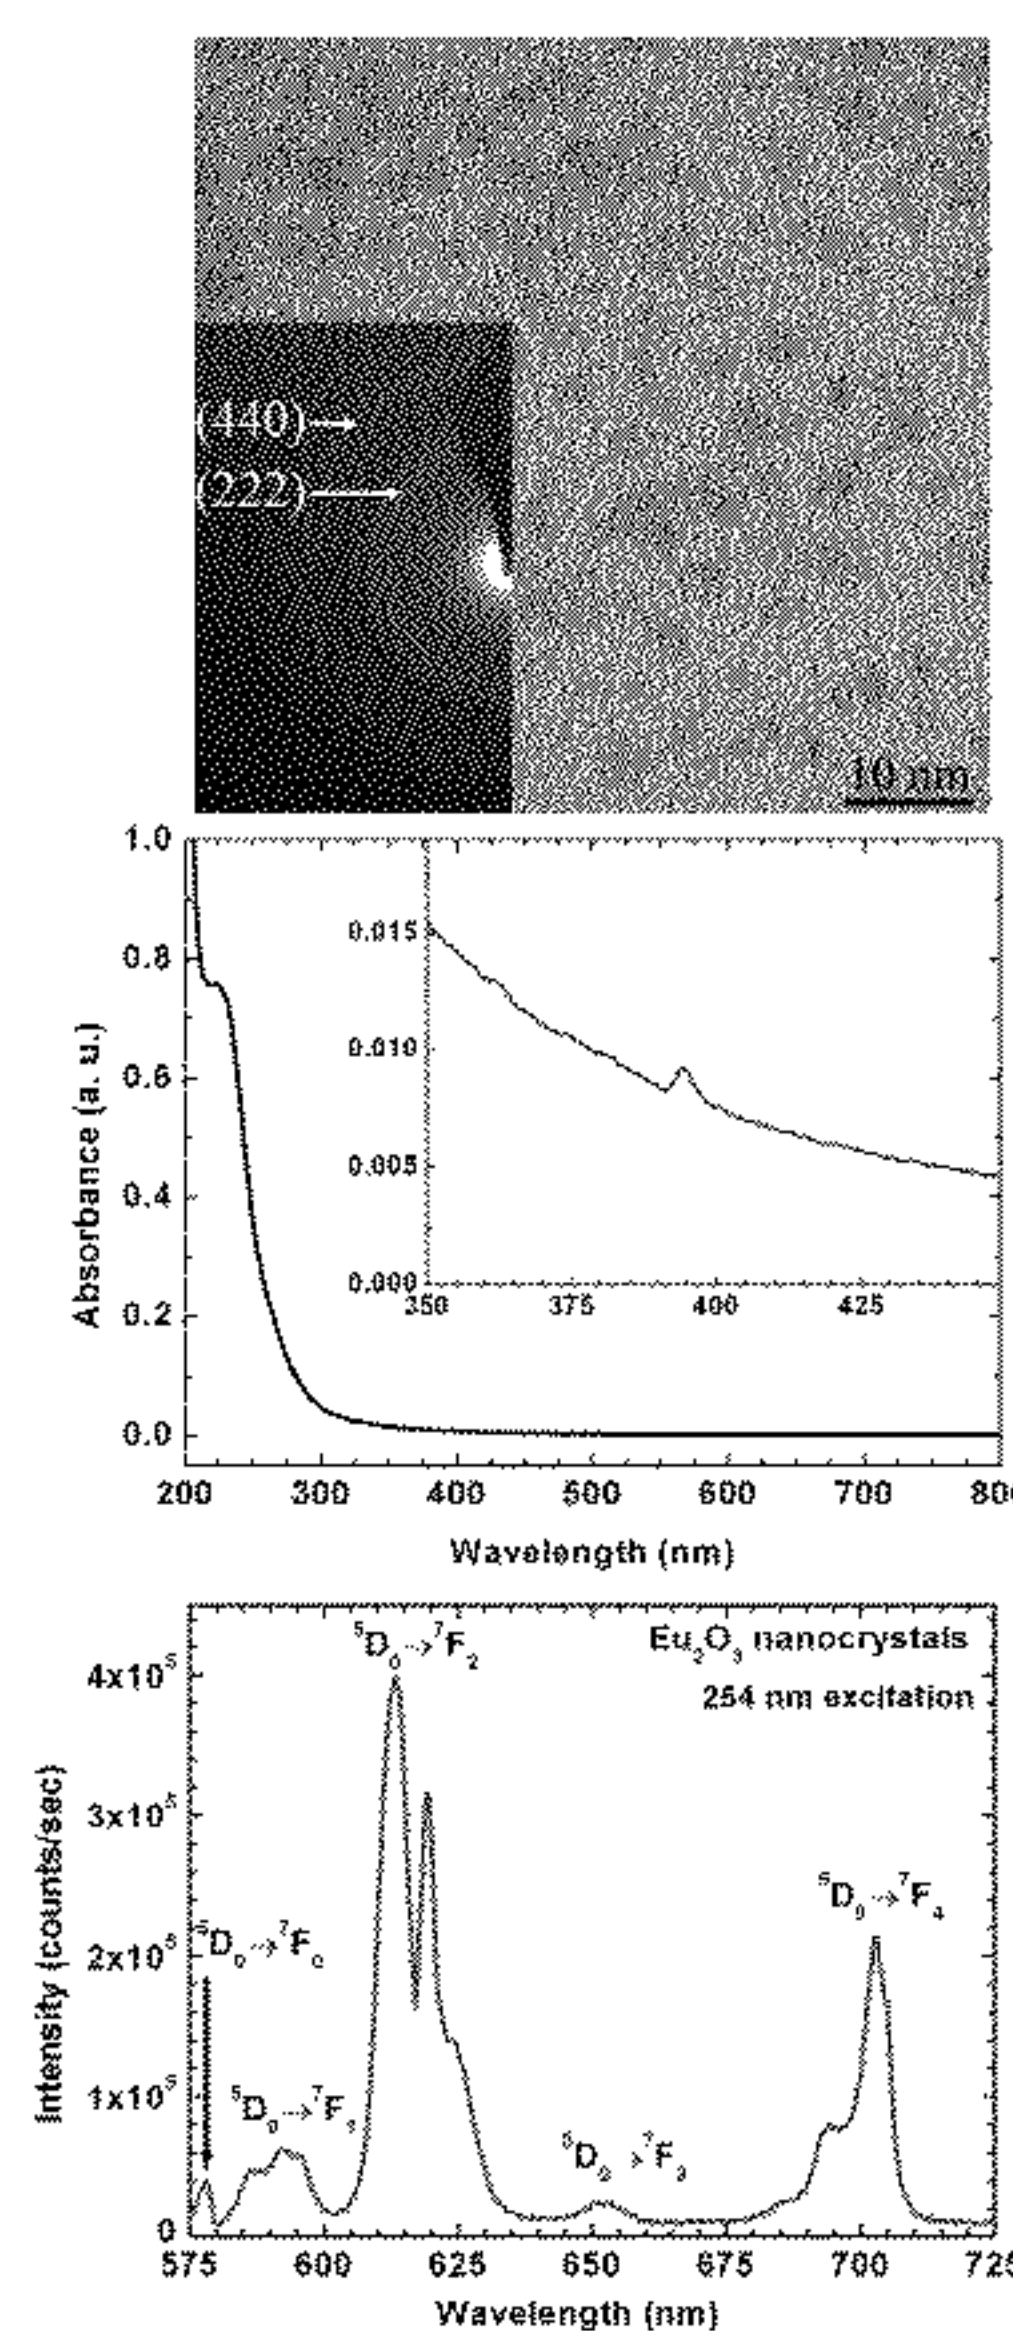 (440)
(222)
10 nm
1.0
0.8
0.6
0.4
0.2
0.0
Absorbance (a. u.)
0.015
0.010
0.005
0.000
350 375 400 425
200 300 400 500 600 700 80
Wavelength (nm)
⁵D₀→⁷F₂
Eu₂O₃ nanocrystals
254 nm excitation
4x10⁵
3x10⁵
2x10⁵
1x10⁵
0
Intensity (counts/sec)
⁵D₀→⁷F₄
⁵D₀→⁷F₀
⁵D₀→⁷F₁
⁵D₀→⁷F₃
575 600 625 650 675 700 725
Wavelength (nm)